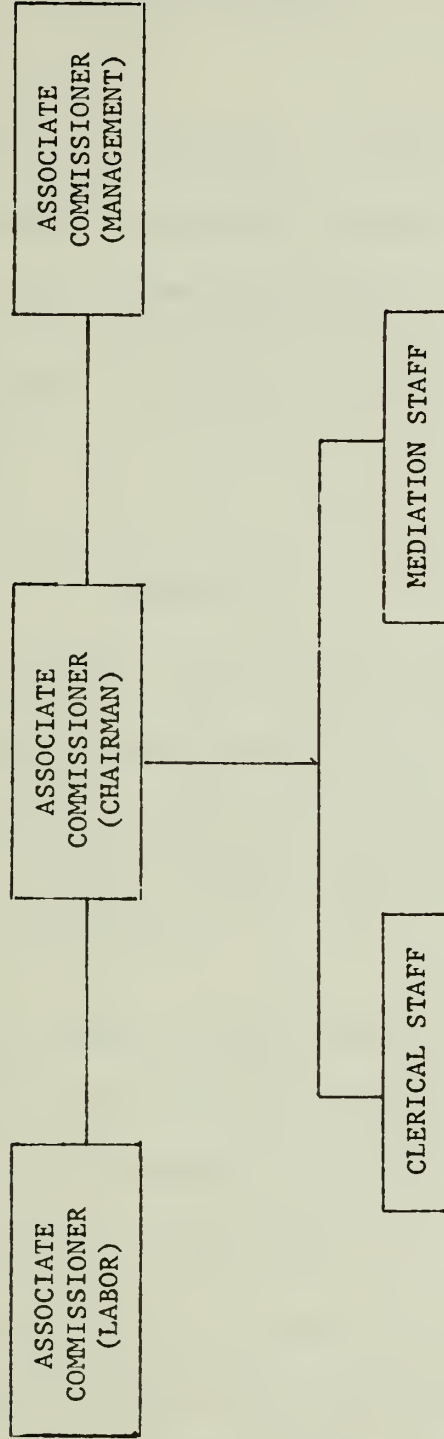 ASSOCIATE
COMMISSIONER
(LABOR)
ASSOCIATE
COMMISSIONER
(CHAIRMAN)
ASSOCIATE
COMMISSIONER
(MANAGEMENT)
CLERICAL STAFF
MEDIATION STAFF